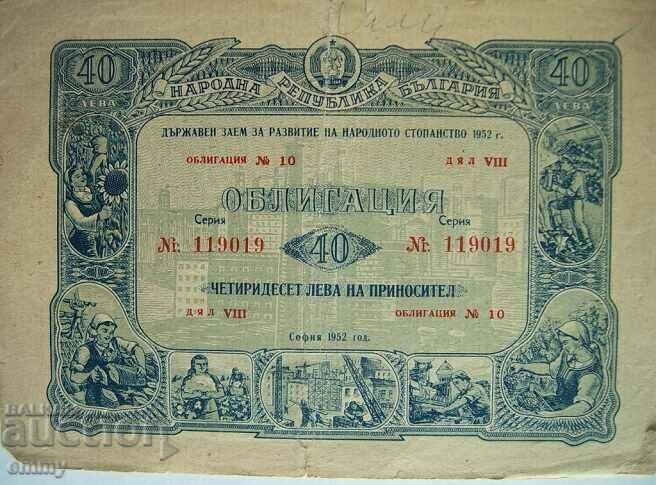 40 40
НАРОДНА РЕПУБЛИКА БЪЛГАРИЯ
ЛЕВА ЛЕВА
ДЪРЖАВЕН ЗАЕМ ЗА РАЗВИТИЕ НА НАРОДНОТО СТОПАНСТВО 1952 г.
ОБЛИГАЦИЯ № 10 ДЯЛ VIII
ОБЛИГАЦИЯ
Серия Серия
№: 119019 40 №: 119019
ЧЕТИРИДЕСЕТ ЛЕВА НА ПРИНОСИТЕЛ
ДЯЛ VIII ОБЛИГАЦИЯ № 10
София 1952 год.
auction
emmy